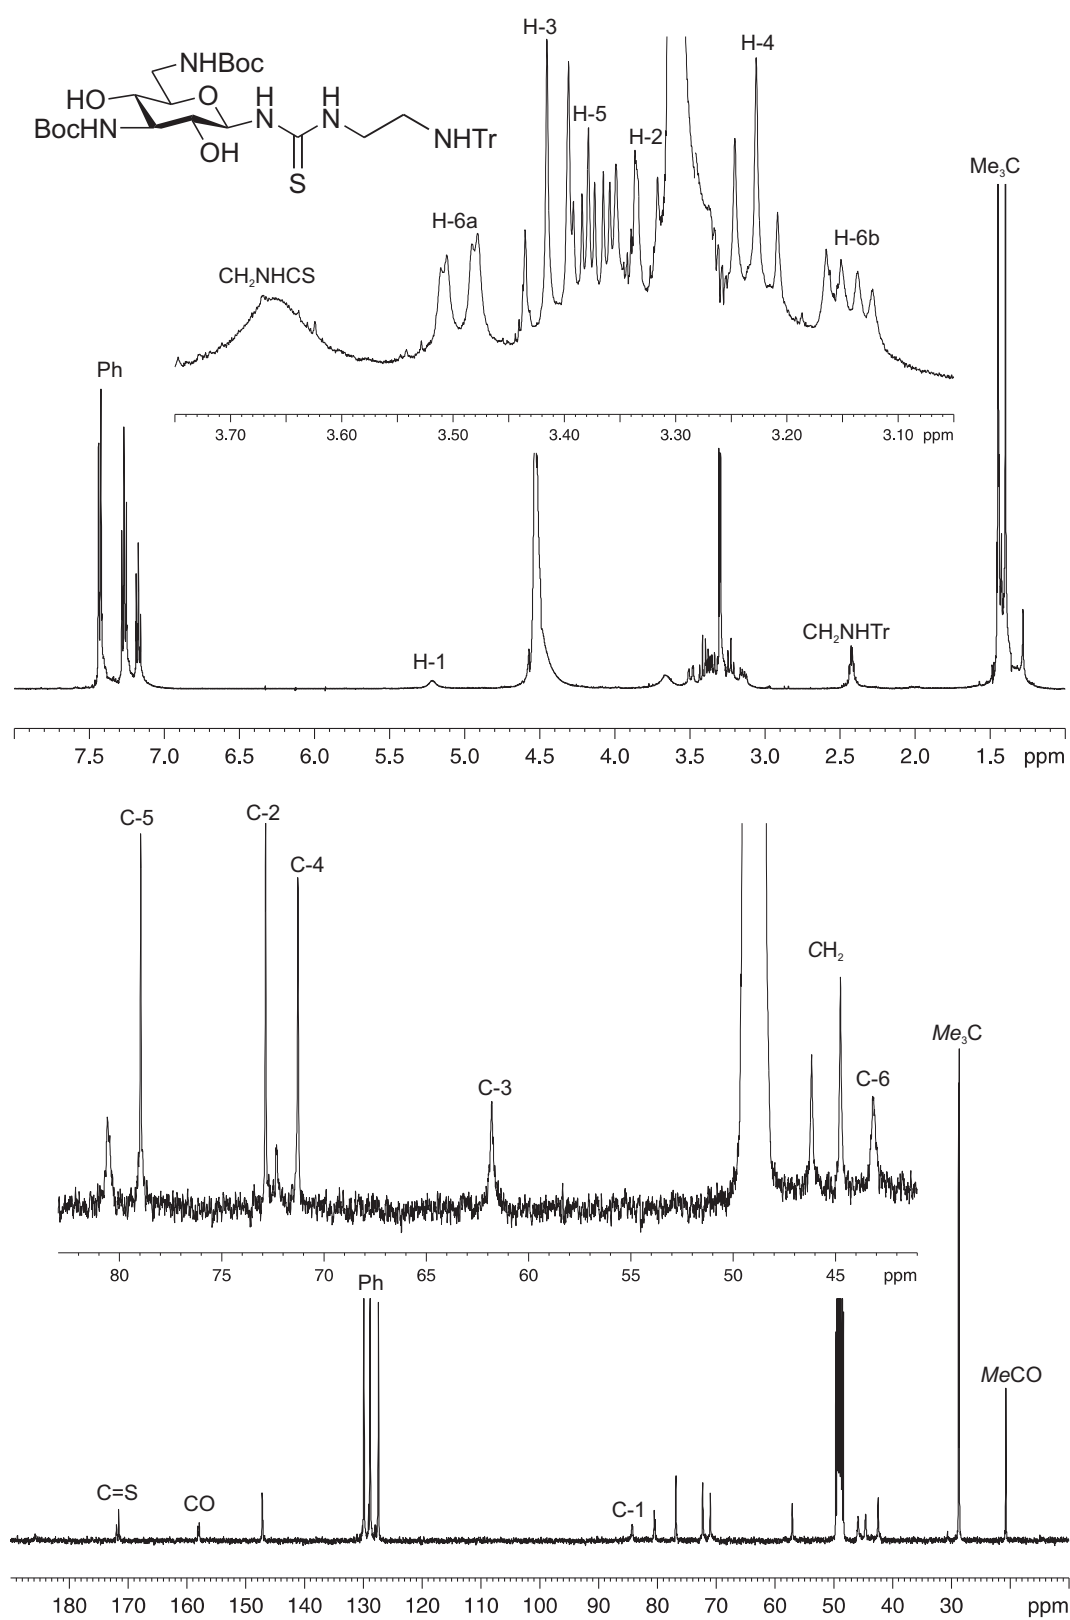 H-3
H-4
NHBoc
HO
O
H
N
H
N
BocHN
OH
S
NHTr
H-5
H-2
Me₃C
H-6a
H-6b
CH₂NHCS
Ph
3.70 3.60 3.50 3.40 3.30 3.20 3.10 ppm
CH₂NHTr
H-1
7.5 7.0 6.5 6.0 5.5 5.0 4.5 4.0 3.5 3.0 2.5 2.0 1.5 ppm
C-5
C-2
C-4
CH₂
Me₃C
C-3
C-6
80 75 70 65 60 55 50 45 ppm
Ph
MeCO
C=S
CO
C-1
180 170 160 150 140 130 120 110 100 90 80 70 60 50 40 30 ppm